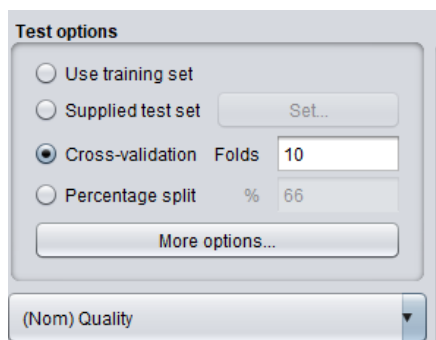 Test options
Use training set
Supplied test set Set...
Cross-validation Folds 10
Percentage split % 66
More options...
(Nom) Quality